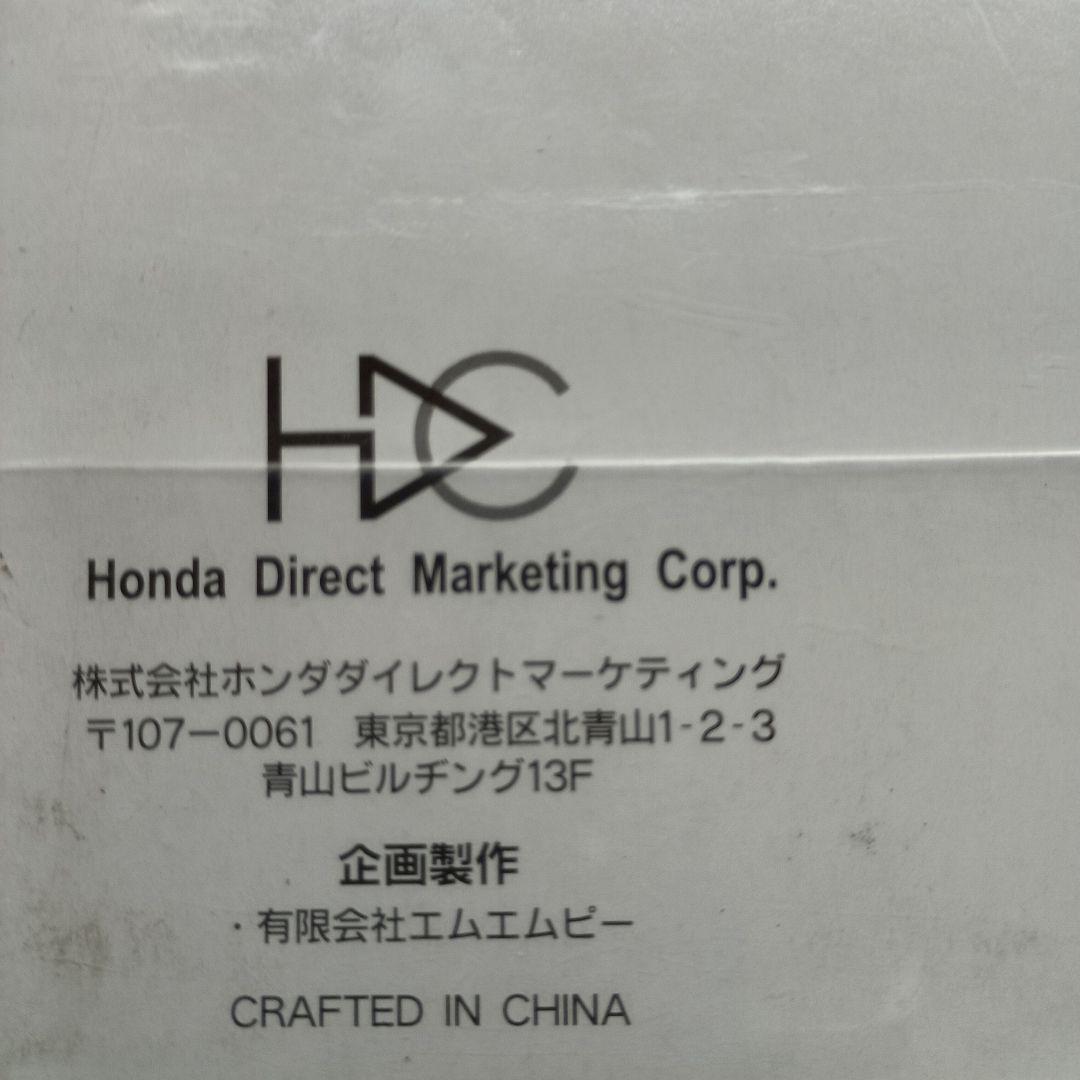 HDC
Honda Direct Marketing Corp.
株式会社ホンダダイレクトマーケティング
〒107-0061 東京都港区北青山1-2-3
青山ビルヂング13F
企画製作
・有限会社エムエムピー
CRAFTED IN CHINA